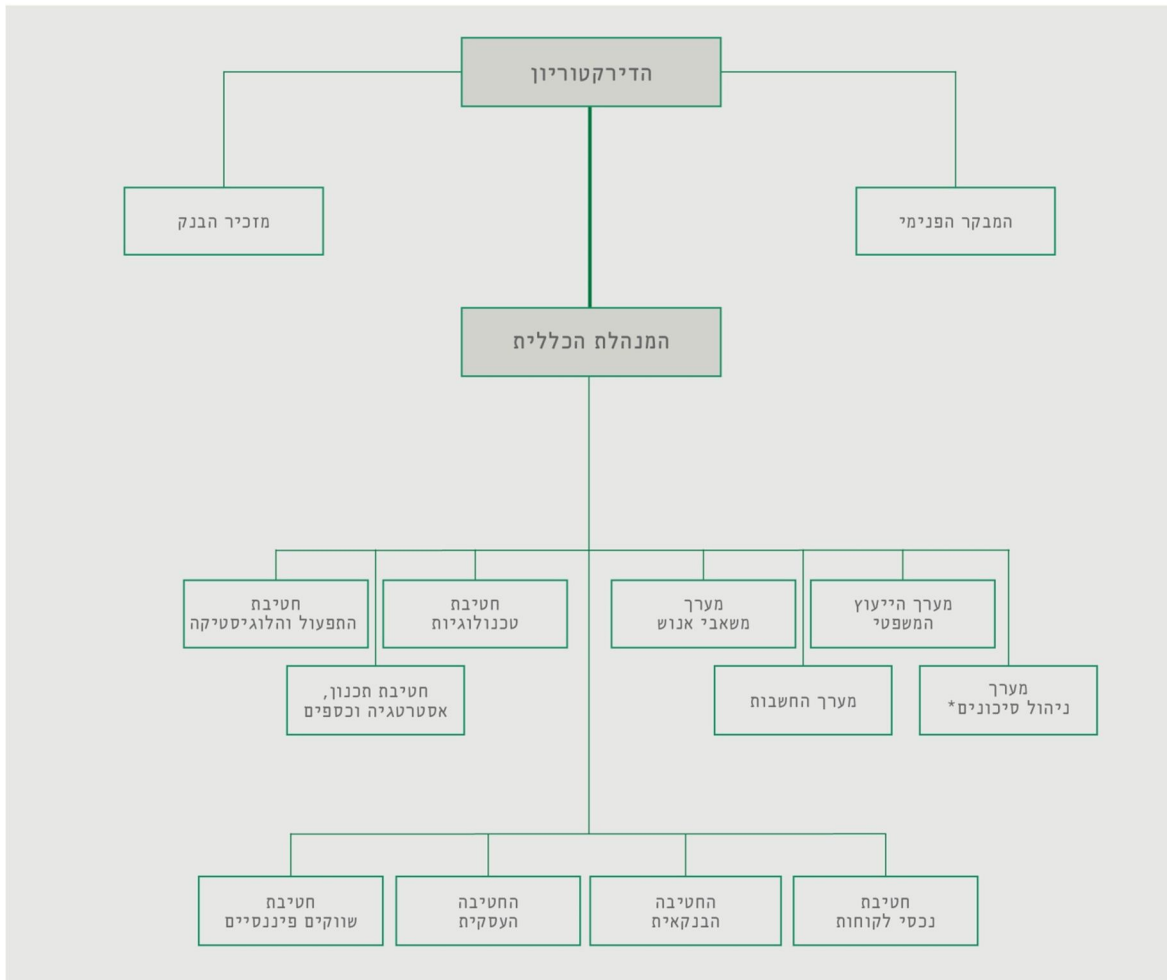 הדירקטוריון
המבקר הפנימי
מזכיר הבנק
המנהלת הכללית
מערך הייעוץ
המשפטי
מערך
משאבי אנוש
חטיבת
טכנולוגיות
חטיבת
התפעול והלוגיסטיקה
מערך
ניהול סיכונים*
מערך החשבות
חטיבת תכנון,
אסטרטגיה וכספים
חטיבת
נכסי לקוחות
החטיבה
הבנקאית
החטיבה
העסקית
חטיבת
שווקים פיננסיים